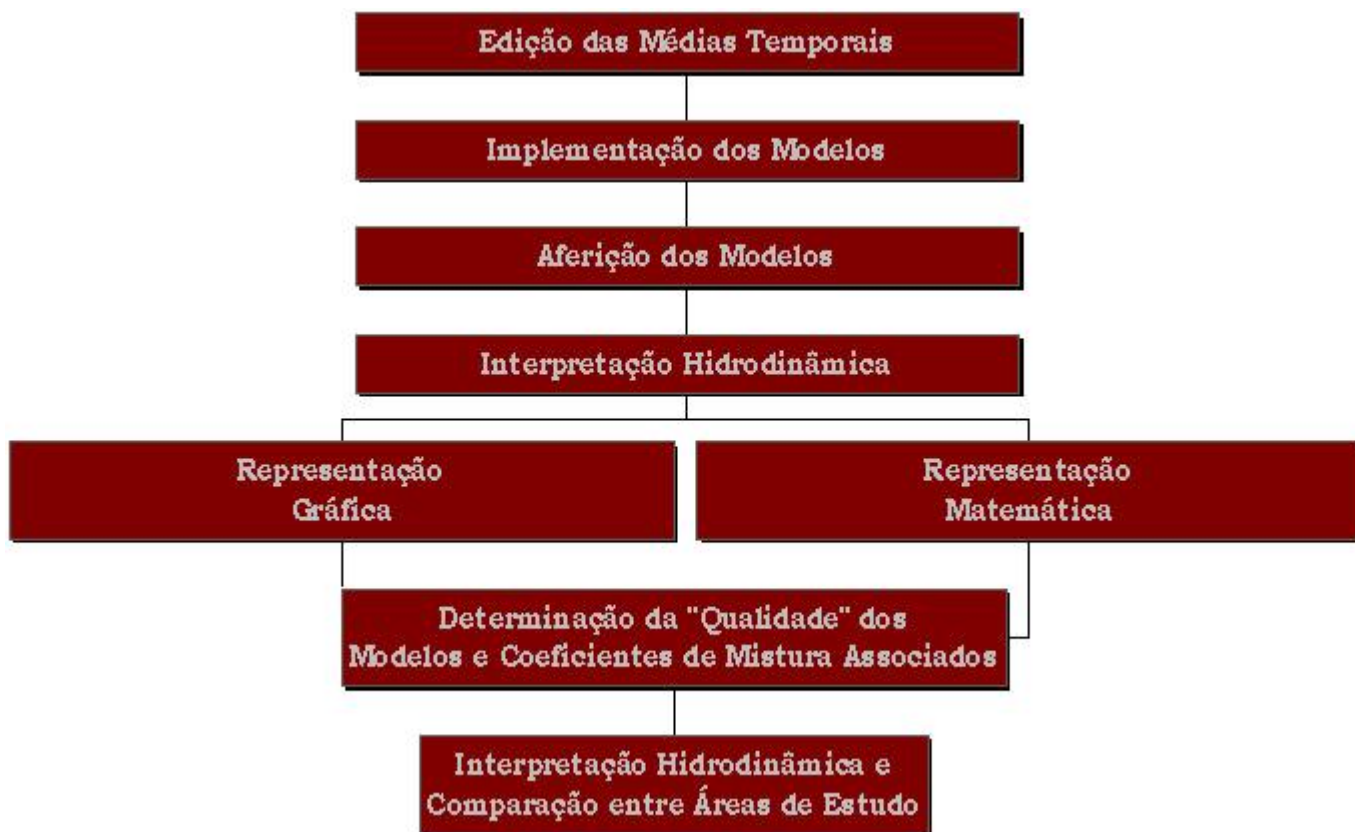 Edição das Médias Temporais
Implementação dos Modelos
Aferição dos Modelos
Interpretação Hidrodinâmica
Representação
Gráfica
Representação
Matemática
Determinação da "Qualidade" dos
Modelos e Coeficientes de Mistura Associados
Interpretação Hidrodinâmica e
Comparação entre Áreas de Estudo